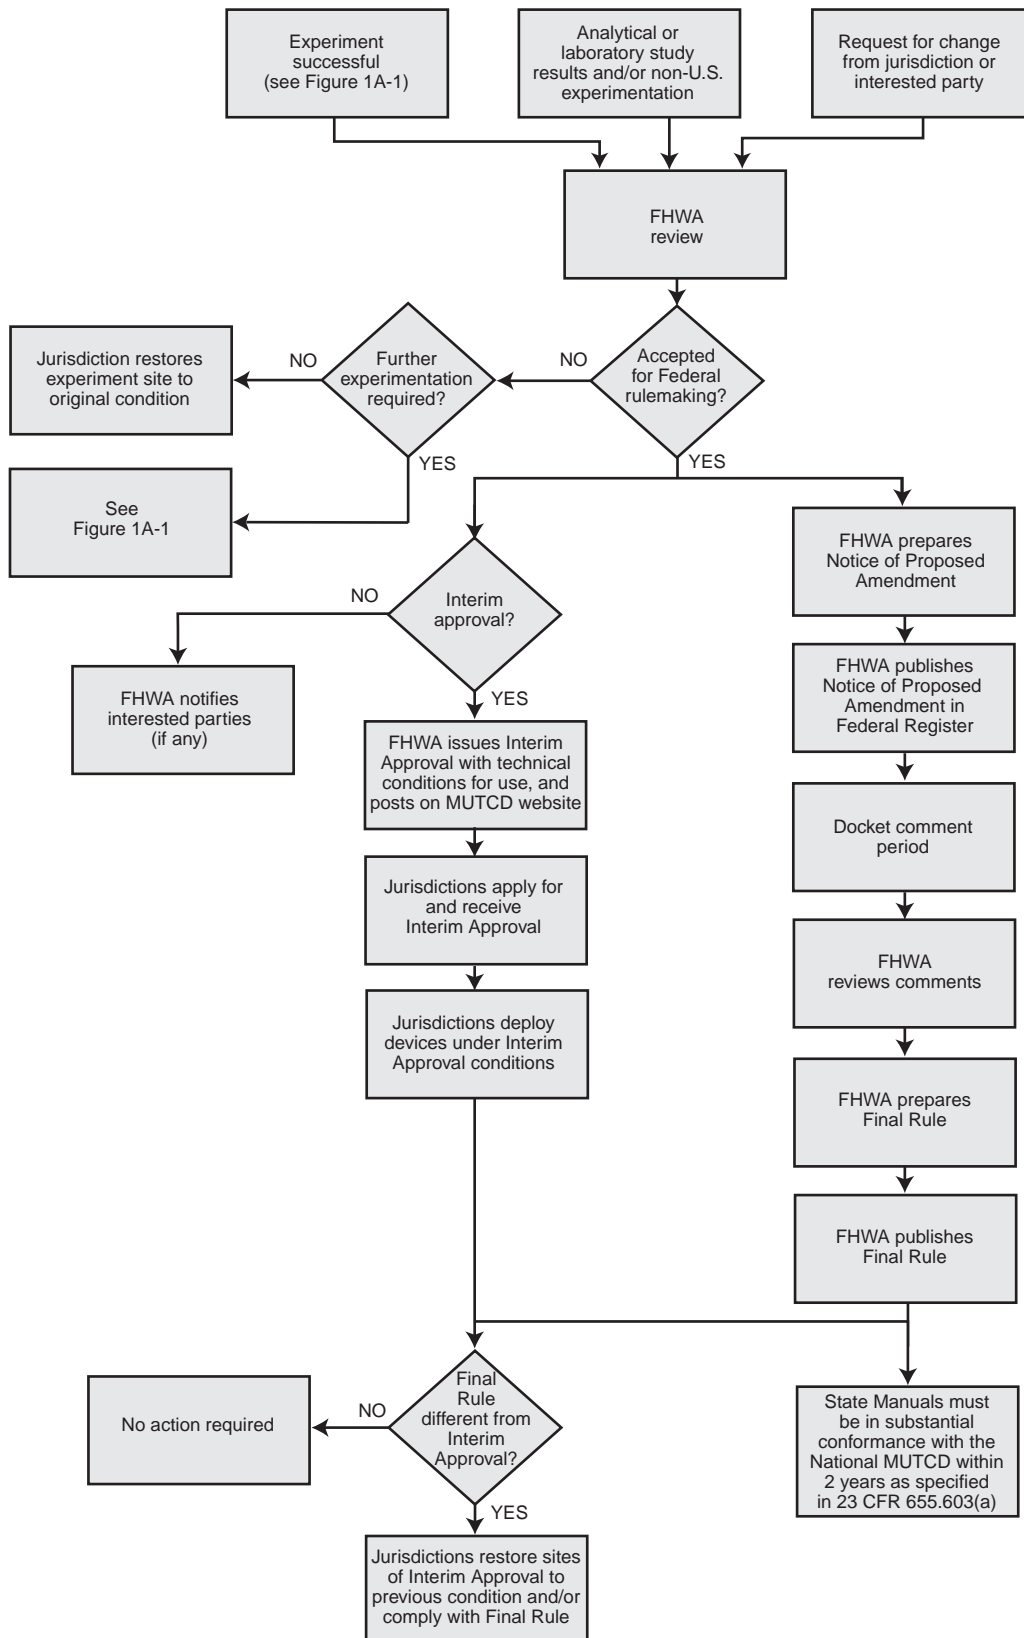 Experiment
successful
(see Figure 1A-1)
Analytical or
laboratory study
results and/or non-U.S.
experimentation
Request for change
from jurisdiction or
interested party
FHWA
review
Accepted
for Federal
rulemaking?
NO
Further
experimentation
required?
NO
Jurisdiction restores
experiment site to
original condition
YES
See
Figure 1A-1
YES
Interim
approval?
NO
FHWA notifies
interested parties
(if any)
YES
FHWA issues Interim
Approval with technical
conditions for use, and
posts on MUTCD website
Jurisdictions apply for
and receive
Interim Approval
Jurisdictions deploy
devices under Interim
Approval conditions
FHWA prepares
Notice of Proposed
Amendment
FHWA publishes
Notice of Proposed
Amendment in
Federal Register
Docket comment
period
FHWA
reviews comments
FHWA prepares
Final Rule
FHWA publishes
Final Rule
Final
Rule
different from
Interim
Approval?
NO
No action required
YES
Jurisdictions restore sites
of Interim Approval to
previous condition and/or
comply with Final Rule
State Manuals must
be in substantial
conformance with the
National MUTCD within
2 years as specified
in 23 CFR 655.603(a)